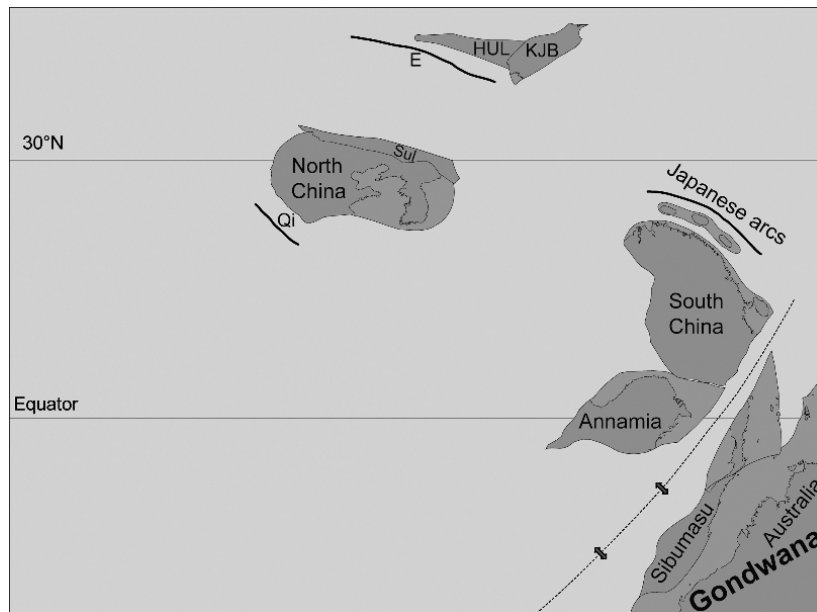 HUL
KJB
E
30°N
Sul
North
China
Qi
Japanese arcs
South
China
Equator
Annamia
Sibumasu
Australia
Gondwana